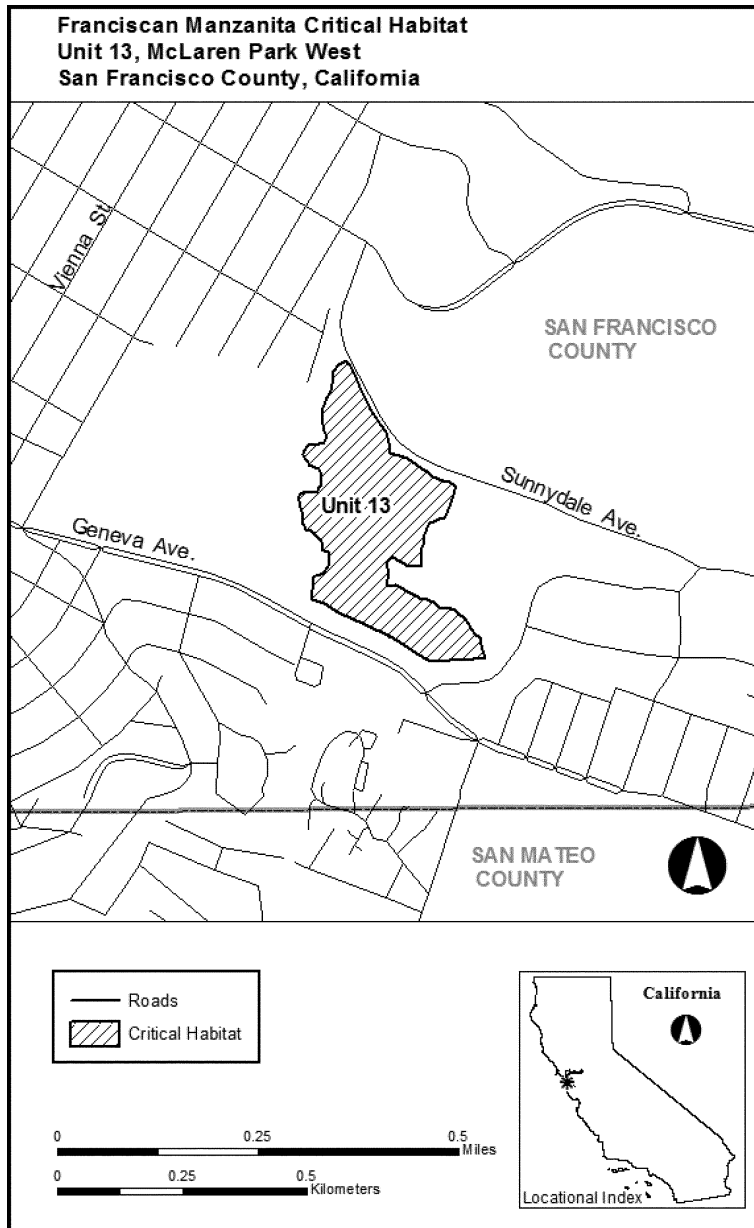 Franciscan Manzanita Critical Habitat
Unit 13, McLaren Park West
San Francisco County, California
Vienna St.
SAN FRANCISCO
COUNTY
Sunnydale Ave.
Unit 13
Geneva Ave.
SAN MATEO
COUNTY
Roads
Critical Habitat
California
0 0.25 0.5
Miles
0 0.25 0.5
Kilometers
Locational Index